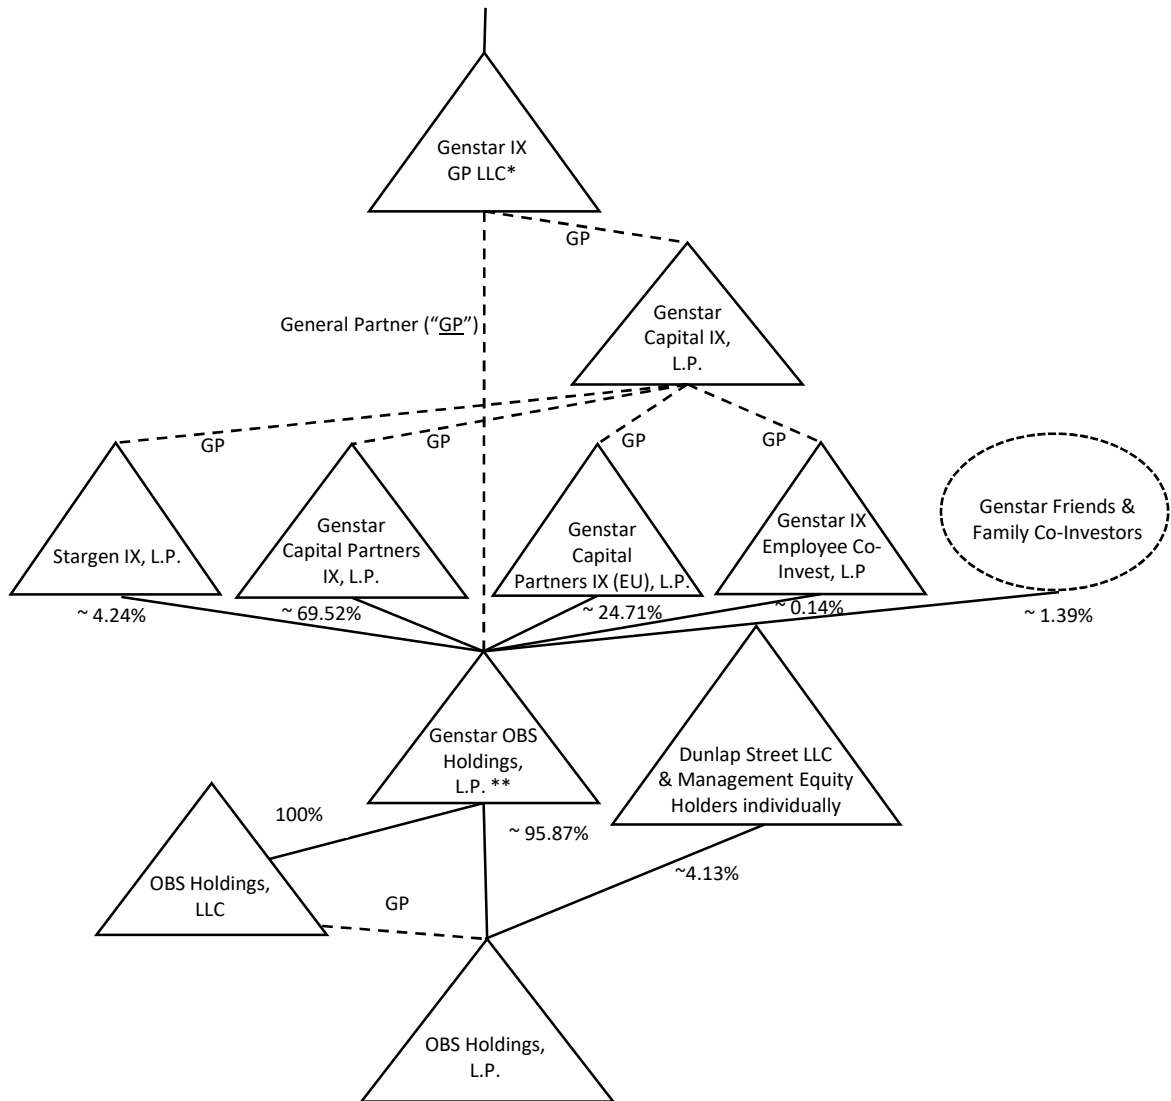 Genstar IX
GP LLC*
GP
Genstar
Capital IX,
L.P.
General Partner (“GP”)
GP
GP
GP
GP
Stargen IX, L.P.
Genstar
Capital Partners
IX, L.P.
Genstar
Capital
Partners IX (EU), L.P.
Genstar IX
Employee Co-
Invest, L.P
Genstar Friends &
Family Co-Investors
~ 4.24%
~ 69.52%
~ 24.71%
~ 0.14%
~ 1.39%
Genstar OBS
Holdings,
L.P. **
Dunlap Street LLC
& Management Equity
Holders individually
100%
~ 95.87%
~4.13%
OBS Holdings,
LLC
GP
OBS Holdings,
L.P.